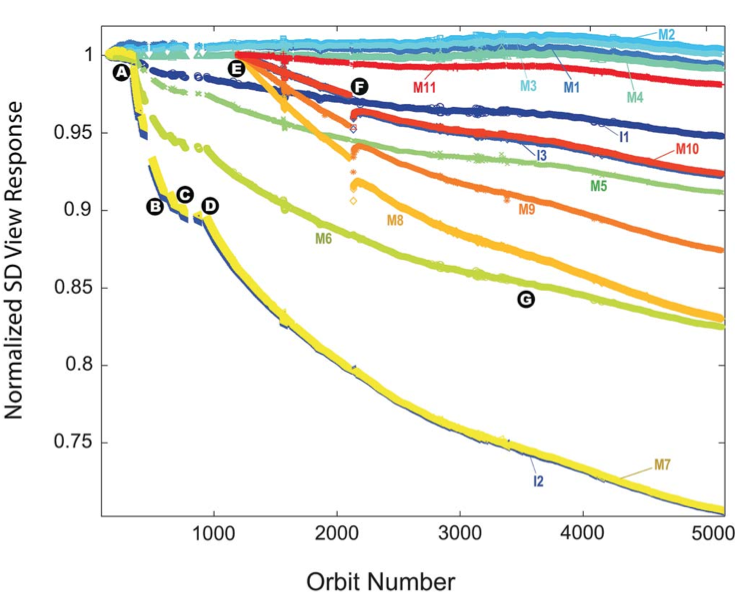 Normalized SD View Response
1
0.95
0.9
0.85
0.8
0.75
A
B
C
D
E
F
G
M2
M11
M3
M1
M4
I1
M10
I3
M5
M9
M8
M6
M7
I2
1000
2000
3000
4000
5000
Orbit Number